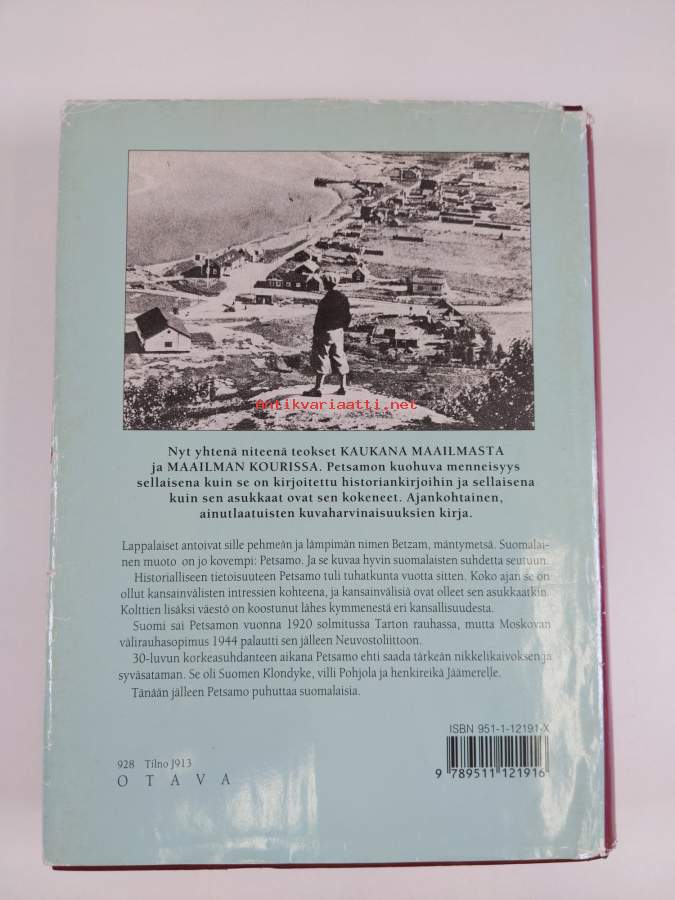 Antikvariaatti.net
Nyt yhtenä niteenä teokset KAUKANA MAAILMASTA
ja MAAILMAN KOURISSA. Petsamon kuohuva menneisyys
sellaisena kuin se on kirjoitettu historiankirjoihin ja sellaisena
kuin sen asukkaat ovat sen kokeneet. Ajankohtainen,
ainutlaatuisten kuvaharvinaisuuksien kirja.
Lappalaiset antoivat sille pehmeän ja lämpimän nimen Betzam, mäntymetsä. Suomalai-
nen muoto on jo kovempi: Petsamo. Ja se kuvaa hyvin suomalaisten suhdetta seutuun.
Historialliseen tietoisuuteen Petsamo tuli tuhatkunta vuotta sitten. Koko ajan se on
ollut kansainvälisten intressien kohteena, ja kansainvälisiä ovat olleet sen asukkaatkin.
Kolttien lisäksi väestö on koostunut lähes kymmenestä eri kansallisuudesta.
Suomi sai Petsamon vuonna 1920 solmitussa Tarton rauhassa, mutta Moskovan
välirauhasopimus 1944 palautti sen jälleen Neuvostoliittoon.
30-luvun korkeasuhdanteen aikana Petsamo ehti saada tärkeän nikkelikaivoksen ja
syväsataman. Se oli Suomen Klondyke, villi Pohjola ja henkireikä Jäämerelle.
Tänään jälleen Petsamo puhuttaa suomalaisia.
ISBN 951-1-12191-X
928 Tilno J913
OTAVA
9 789511 121916